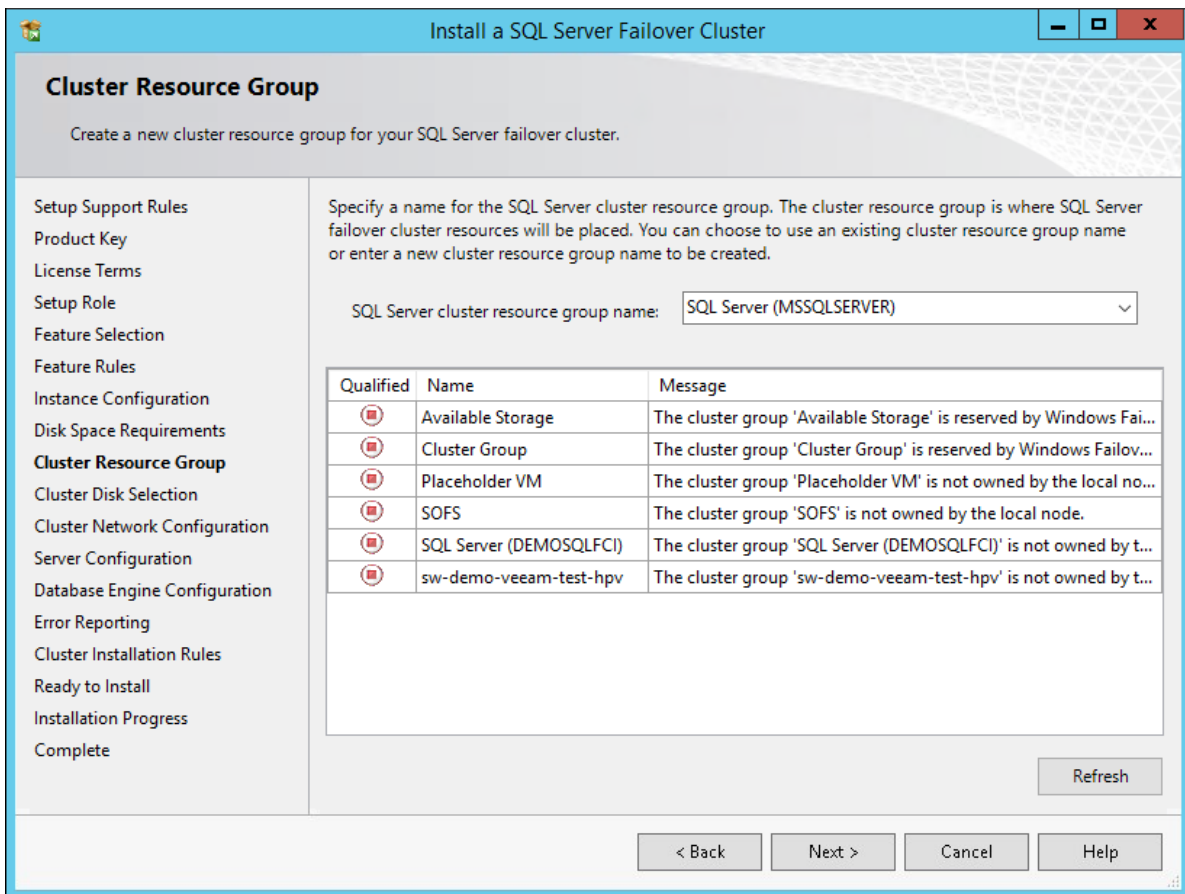 Install a SQL Server Failover Cluster
Cluster Resource Group
Create a new cluster resource group for your SQL Server failover cluster.
Setup Support Rules
Product Key
License Terms
Setup Role
Feature Selection
Feature Rules
Instance Configuration
Disk Space Requirements
Cluster Resource Group
Cluster Disk Selection
Cluster Network Configuration
Server Configuration
Database Engine Configuration
Error Reporting
Cluster Installation Rules
Ready to Install
Installation Progress
Complete
Specify a name for the SQL Server cluster resource group. The cluster resource group is where SQL Server
failover cluster resources will be placed. You can choose to use an existing cluster resource group name
or enter a new cluster resource group name to be created.
SQL Server cluster resource group name: SQL Server (MSSQLSERVER)
Qualified Name Message
Available Storage The cluster group 'Available Storage' is reserved by Windows Fai...
Cluster Group The cluster group 'Cluster Group' is reserved by Windows Failov...
Placeholder VM The cluster group 'Placeholder VM' is not owned by the local no...
SOFS The cluster group 'SOFS' is not owned by the local node.
SQL Server (DEMOSQLFCI) The cluster group 'SQL Server (DEMOSQLFCI)' is not owned by t...
sw-demo-veeam-test-hpv The cluster group 'sw-demo-veeam-test-hpv' is not owned by t...
Refresh
< Back Next > Cancel Help